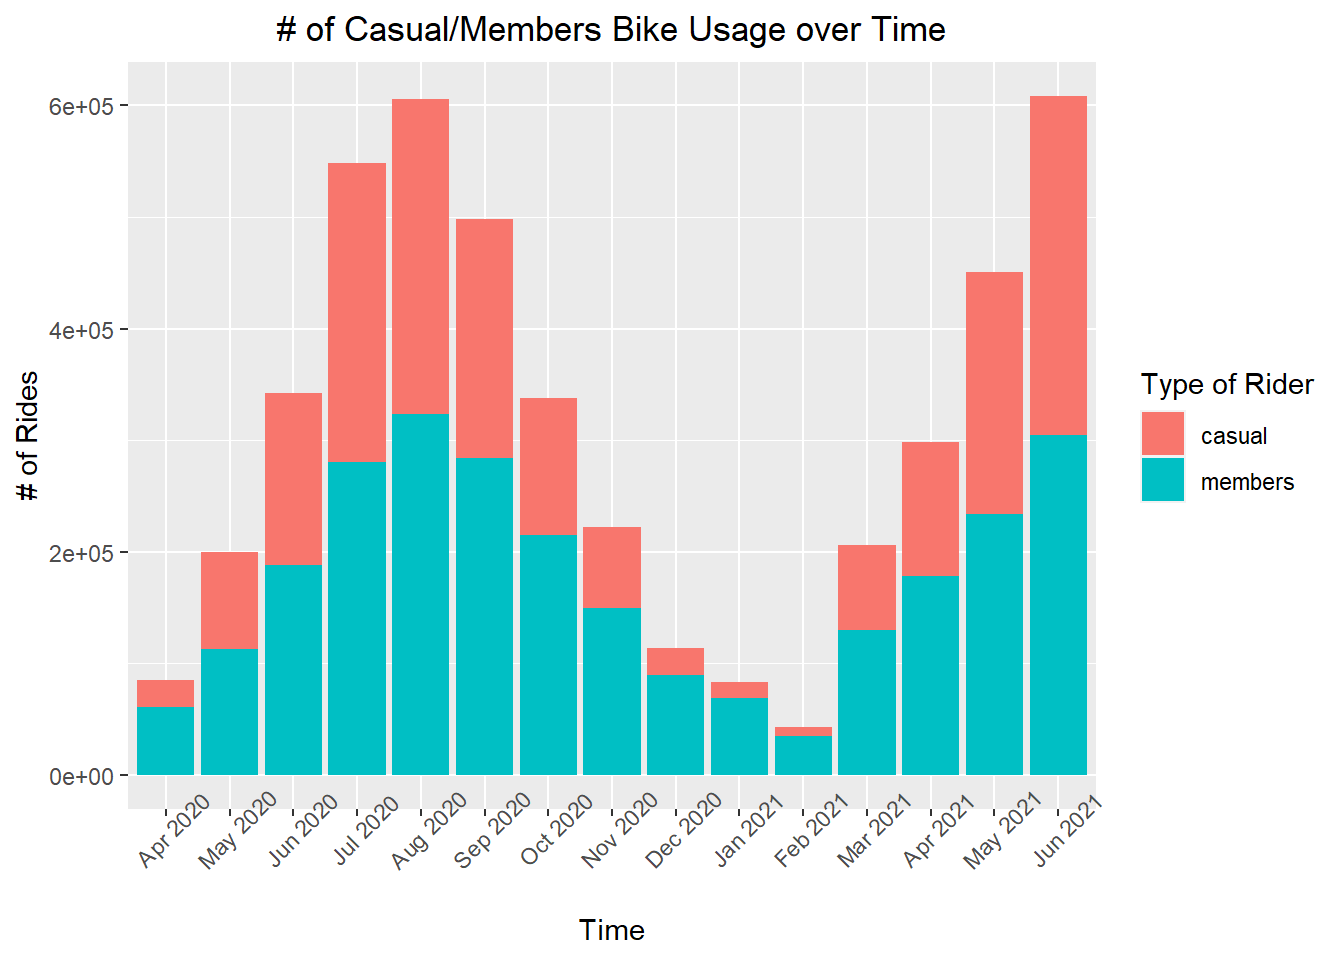 # of Casual/Members Bike Usage over Time
6e+05
4e+05
2e+05
0e+00
# of Rides
Apr 2020
May 2020
Jun 2020
Jul 2020
Aug 2020
Sep 2020
Oct 2020
Nov 2020
Dec 2020
Jan 2021
Feb 2021
Mar 2021
Apr 2021
May 2021
Jun 2021
Time
Type of Rider
casual
members